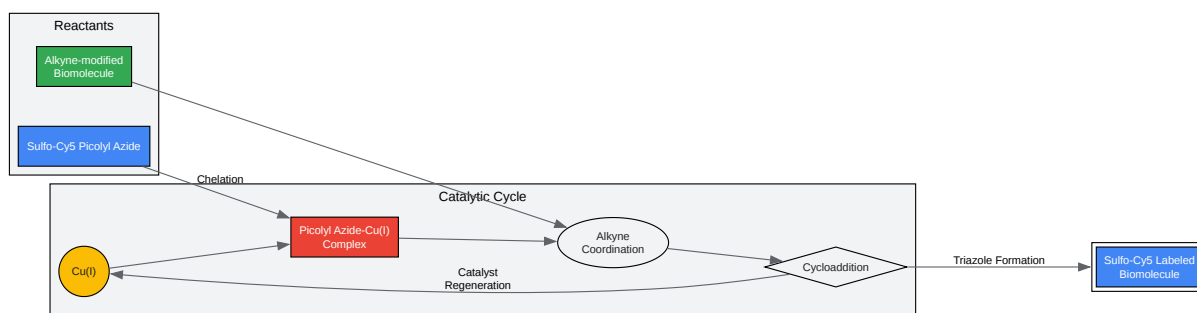 Reactants
Alkyne-modified
Biomolecule
Sulfo-Cy5 Picolyl Azide
Chelation
Catalytic Cycle
Picolyl Azide-Cu(I)
Complex
Alkyne
Coordination
Cu(I)
Catalyst
Regeneration
Cycloaddition
Triazole Formation
Sulfo-Cy5 Labeled
Biomolecule